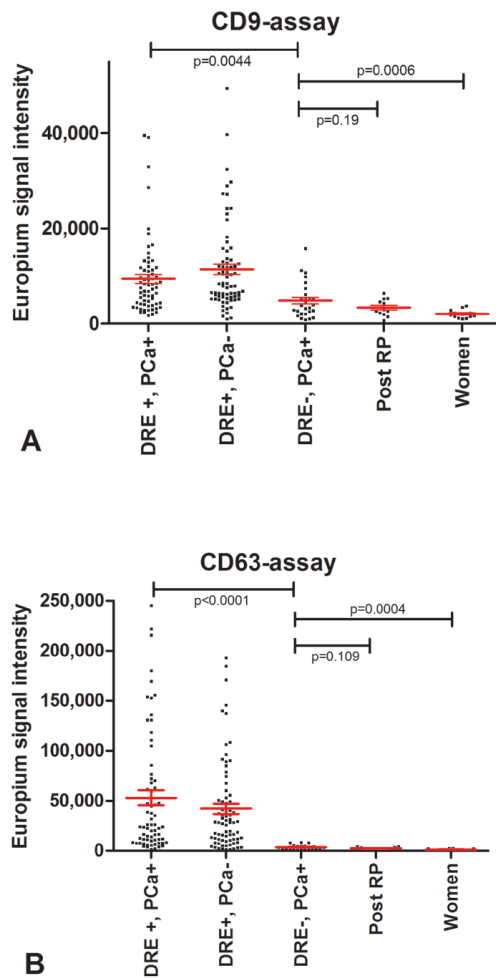 CD9-assay
p=0.0044
p=0.0006
p=0.19
Europium signal intensity
40,000
20,000
0
DRE +, PCa+
DRE+, PCa-
DRE-, PCa+
Post RP
Women
A
CD63-assay
p<0.0001
p=0.0004
p=0.109
Europium signal intensity
250,000
200,000
150,000
100,000
50,000
0
DRE +, PCa+
DRE+, PCa-
DRE-, PCa+
Post RP
Women
B